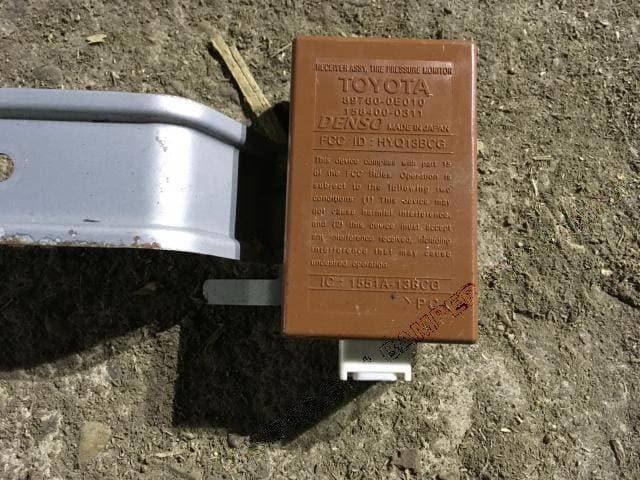 RECEIVER ASSY, TIRE PRESSURE MONITOR
TOYOTA
89760-0E010
158400-0311
DENSO MADE IN JAPAN
FCC ID : HYQ13BCG
This device complies with part 15
of the FCC Rules. Operation is
subject to the following two
conditions: (1) This device may
not cause harmful interference,
and (2) this device must accept
any interference received, including
interference that may cause
undesired operation.
IC : 1551A-13BCG
BAMPER